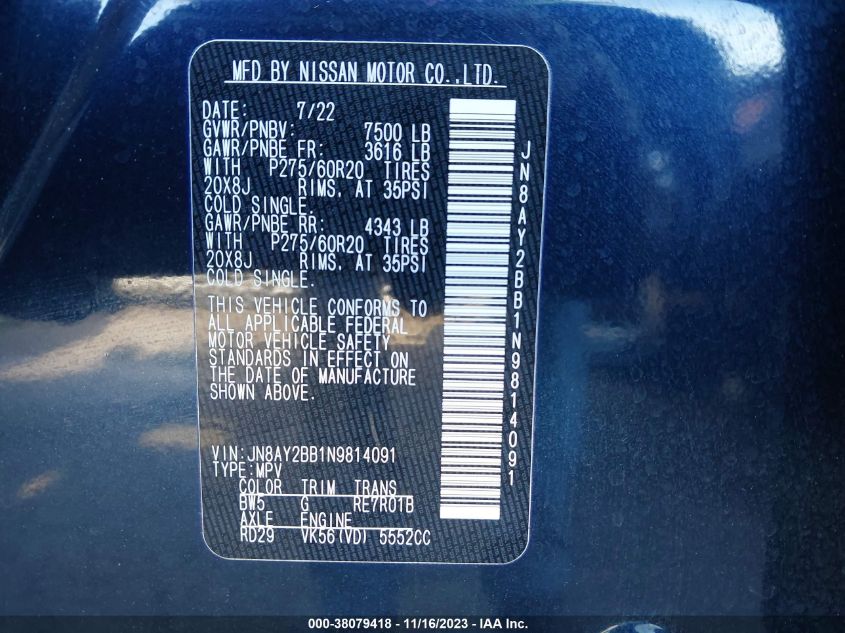 MFD BY NISSAN MOTOR CO.,LTD.
DATE: 7/22
GVWR/PNBV: 7500 LB
GAWR/PNBE FR: 3616 LB
WITH P275/60R20 TIRES
20X8J RIMS, AT 35PSI
COLD SINGLE.
GAWR/PNBE RR: 4343 LB
WITH P275/60R20 TIRES
20X8J RIMS, AT 35PSI
COLD SINGLE.
THIS VEHICLE CONFORMS TO
ALL APPLICABLE FEDERAL
MOTOR VEHICLE SAFETY
STANDARDS IN EFFECT ON
THE DATE OF MANUFACTURE
SHOWN ABOVE.
VIN:JN8AY2BB1N9814091
TYPE:MPV
COLOR TRIM TRANS
BW5 G RE7R01B
AXLE ENGINE
RD29 VK56(VD) 5552CC
JN8AY2BB1N9814091
000-38079418 - 11/16/2023 - IAA Inc.